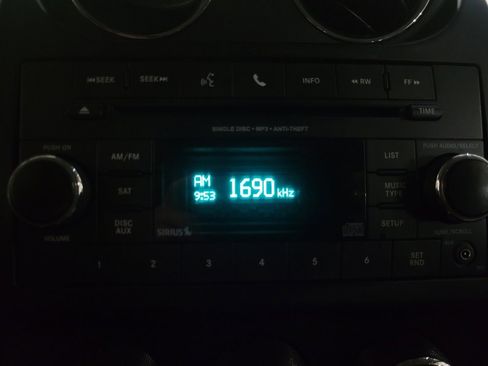 SEEK SEEK INFO RW FF
TIME
SINGLE DISC • MP3 • ANTI-THEFT
PUSH ON PUSH AUDIO/SELECT
AM/FM LIST
AM 1690 kHz
9:53
SAT MUSIC TYPE
DISC AUX SETUP
SIRIUS
VOLUME TUNE/SCROLL
1 2 3 4 5 6 SET RND